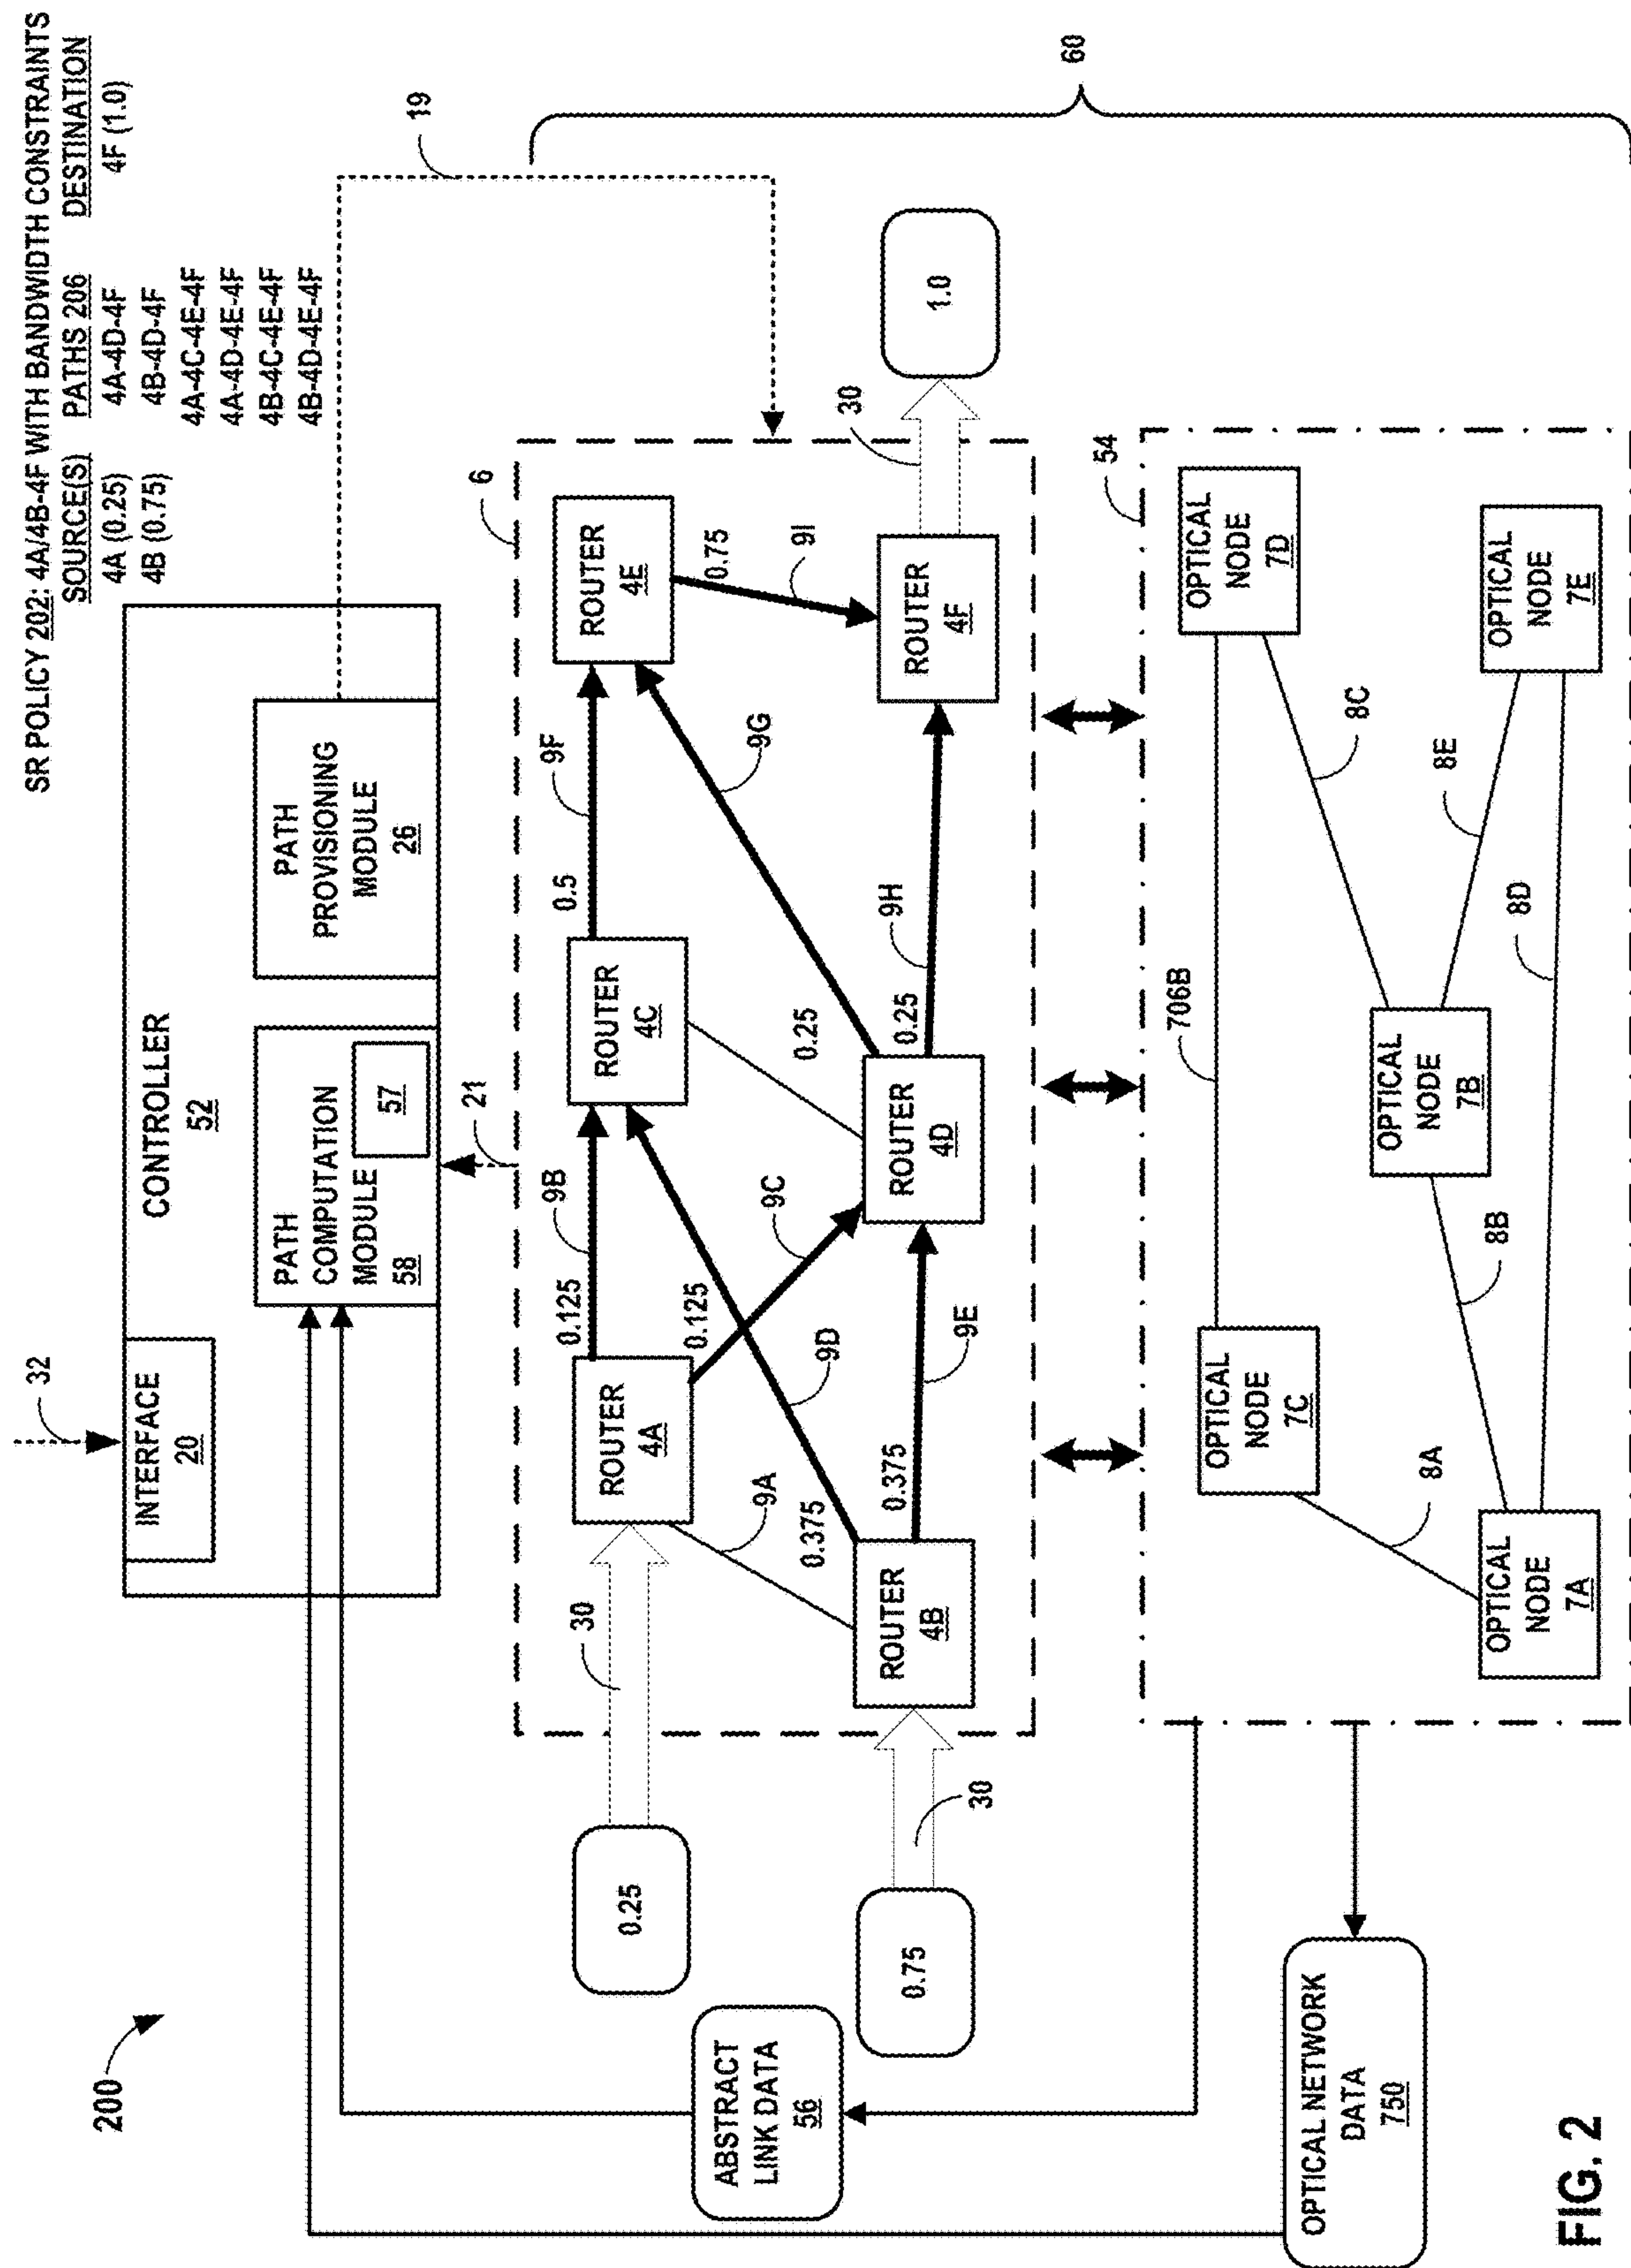 SR POLICY 202: 4A/4B-4F WITH BANDWIDTH CONSTRAINTS
SOURCE(S) PATHS 206 DESTINATION
4A (0.25) 4A-4D-4F 4F (1.0)
4B (0.75) 4B-4D-4F
4A-4C-4E-4F
4A-4D-4E-4F
4B-4C-4E-4F
4B-4D-4E-4F
200
32
INTERFACE
20
CONTROLLER
52
PATH
COMPUTATION
MODULE
58
57
PATH
PROVISIONING
MODULE
26
19
21
6
60
30
0.25
30
0.75
ROUTER
4A
ROUTER
4B
ROUTER
4C
ROUTER
4D
ROUTER
4E
ROUTER
4F
9A
0.125
9B
0.125
9C
0.375
9D
0.375
9E
0.5
9F
0.25
9G
0.25
9H
0.75
9I
30
1.0
ABSTRACT
LINK DATA
56
54
OPTICAL
NODE
7C
706B
OPTICAL
NODE
7D
8A
8B
OPTICAL
NODE
7B
8C
8E
8D
OPTICAL
NODE
7A
OPTICAL
NODE
7E
OPTICAL NETWORK
DATA
750
FIG. 2